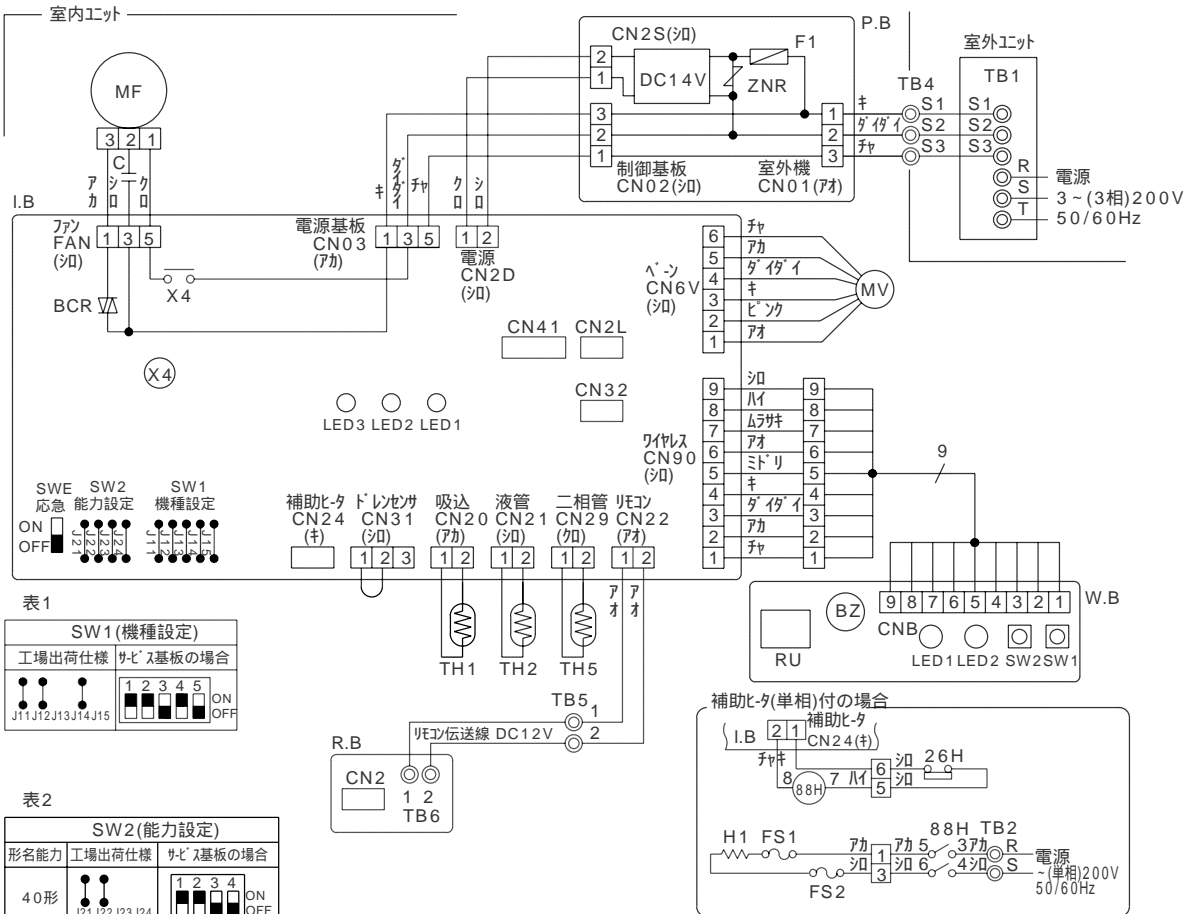 室内ユニット
MF
3 2 1
C
アカ
シロ
クロ
I.B
ファン
FAN
(シロ)
1 3 5
BCR
X4
X4
キ
ダイダイ
チャ
電源基板
CN03
(アカ)
1 3 5
クロ
シロ
1 2
電源
CN2D
(シロ)
P.B
CN2S(シロ)
2
1
DC14V
F1
ZNR
3
2
1
制御基板
CN02(シロ)
1
2
3
室外機
CN01(アオ)
キ
ダイダイ
チャ
TB4
S1
S2
S3
室外ユニット
TB1
S1
S2
S3
R
S
T
電源
3~(3相)200V
50/60Hz
CN41
CN2L
CN32
LED3 LED2 LED1
ベーン
CN6V
(シロ)
6 チャ
5 アカ
4 ダイダイ
3 キ
2 ピンク
1 アオ
MV
ワイヤレス
CN90
(シロ)
9 シロ 9
8 ハイ 8
7 ムラサキ 7
6 アオ 6
5 ミドリ 5
4 キ 4
3 ダイダイ 3
2 アカ 2
1 チャ 1
9
SWE
応急
ON
OFF
SW2
能力設定
J21 J22 J23 J24
SW1
機種設定
J11 J12 J13 J14 J15
補助ヒータ
CN24
(キ)
ドレンセンサ
CN31
(シロ)
1 2 3
吸込
CN20
(アカ)
1 2
液管
CN21
(シロ)
1 2
二相管
CN29
(クロ)
1 2
リモコン
CN22
(アオ)
1 2
アオ
アオ
TH1
TH2
TH5
TB5
1
2
リモコン伝送線 DC12V
R.B
CN2
1 2
TB6
W.B
RU
BZ
9 8 7 6 5 4 3 2 1
CNB
LED1 LED2 SW2 SW1
表1
SW1(機種設定)
工場出荷仕様
サービス基板の場合
J11 J12 J13 J14 J15
1 2 3 4 5
ON
OFF
表2
SW2(能力設定)
形名能力
工場出荷仕様
サービス基板の場合
40形
J21 J22 J23 J24
1 2 3 4
ON
OFF
補助ヒータ(単相)付の場合
I.B
2 1
補助ヒータ
CN24(キ)
チャ キ
8
88H
7 ハイ
6 シロ
5 シロ
26H
H1
FS1
FS2
アカ 1 アカ 5
シロ 3 シロ 6
88H
3 アカ
4 シロ
TB2
R
S
電源
~(単相)200V
50/60Hz